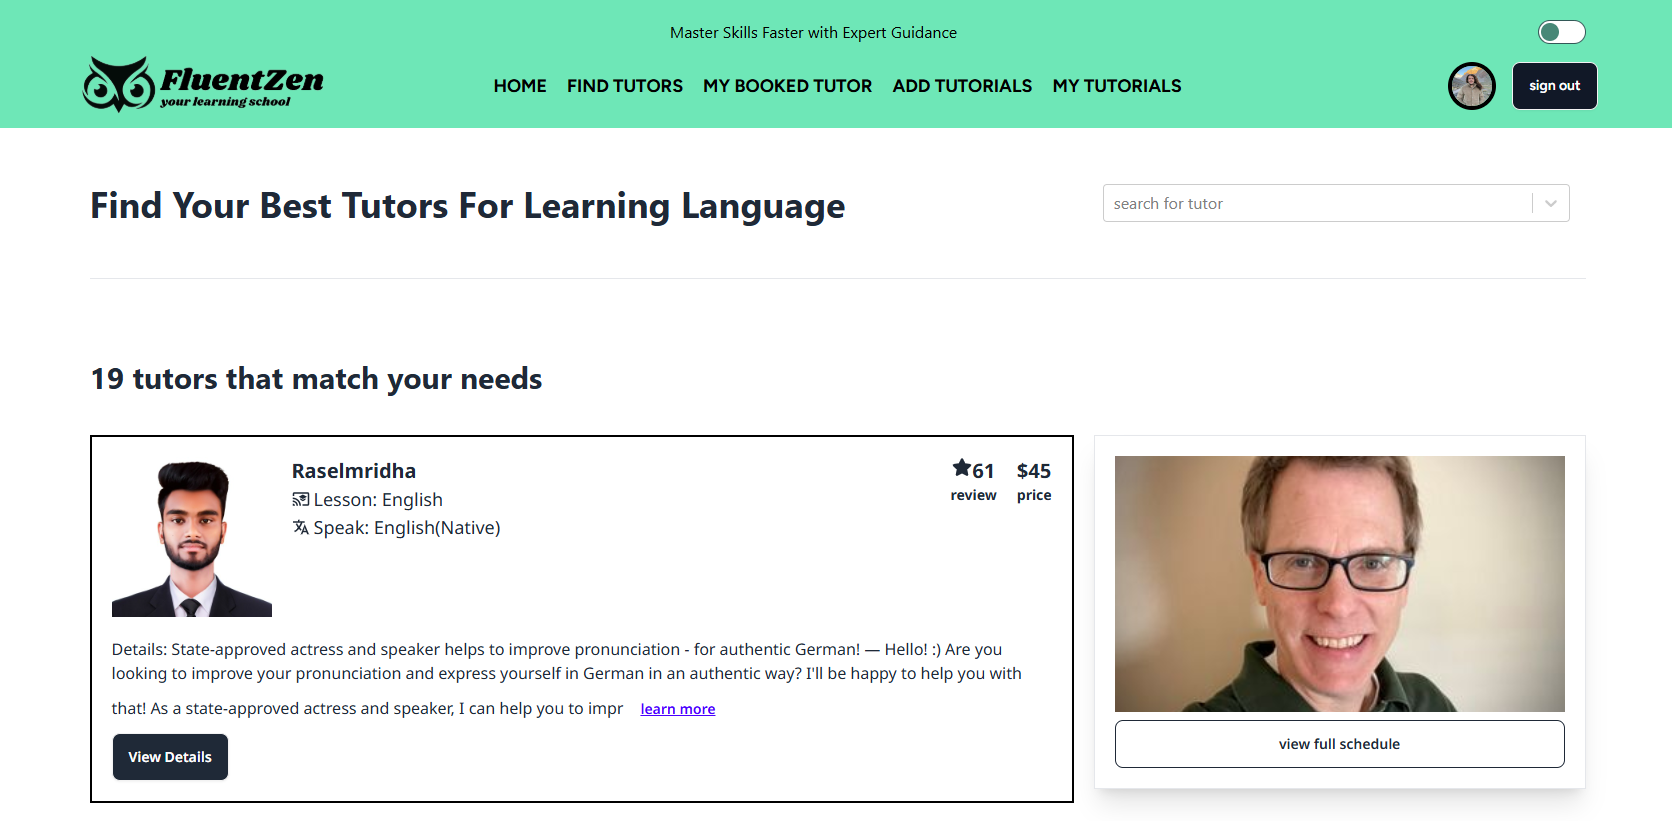 Master Skills Faster with Expert Guidance
FluentZen
your learning school
HOME FIND TUTORS MY BOOKED TUTOR ADD TUTORIALS MY TUTORIALS
sign out
Find Your Best Tutors For Learning Language
search for tutor
19 tutors that match your needs
Raselmridha
Lesson: English
Speak: English(Native)
61 $45
review price
Details: State-approved actress and speaker helps to improve pronunciation - for authentic German! — Hello! :) Are you
looking to improve your pronunciation and express yourself in German in an authentic way? I'll be happy to help you with
that! As a state-approved actress and speaker, I can help you to impr learn more
View Details
view full schedule